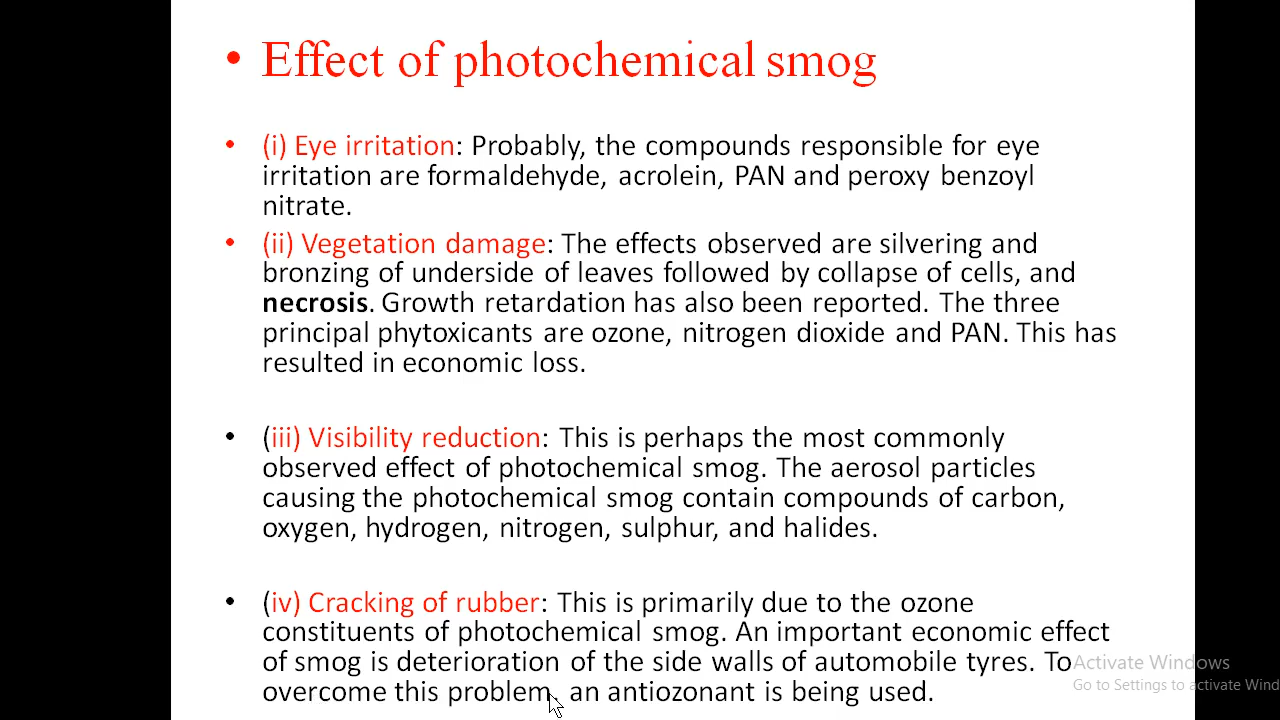 • Effect of photochemical smog
• (i) Eye irritation: Probably, the compounds responsible for eye
irritation are formaldehyde, acrolein, PAN and peroxy benzoyl
nitrate.
• (ii) Vegetation damage: The effects observed are silvering and
bronzing of underside of leaves followed by collapse of cells, and
necrosis. Growth retardation has also been reported. The three
principal phytoxicants are ozone, nitrogen dioxide and PAN. This has
resulted in economic loss.
• (iii) Visibility reduction: This is perhaps the most commonly
observed effect of photochemical smog. The aerosol particles
causing the photochemical smog contain compounds of carbon,
oxygen, hydrogen, nitrogen, sulphur, and halides.
• (iv) Cracking of rubber: This is primarily due to the ozone
constituents of photochemical smog. An important economic effect
of smog is deterioration of the side walls of automobile tyres. To
overcome this problem, an antiozonant is being used.
Activate Windows
Go to Settings to activate Wind